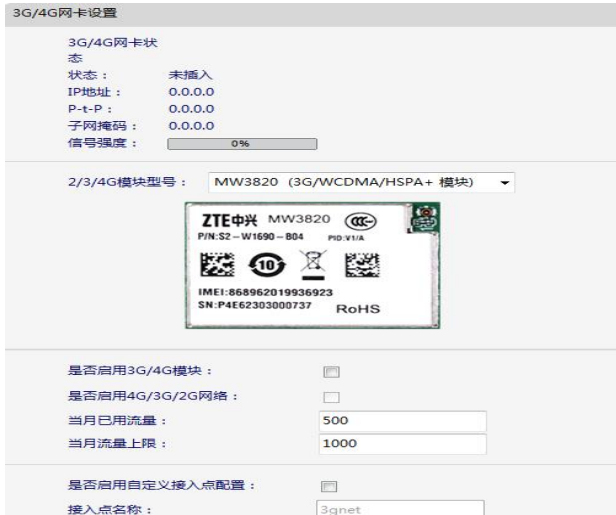 3G/4G网卡设置
3G/4G网卡状
态
状态： 未插入
IP地址： 0.0.0.0
P-t-P： 0.0.0.0
子网掩码： 0.0.0.0
信号强度： 0%
2/3/4G模块型号： MW3820 (3G/WCDMA/HSPA+ 模块)
ZTE中兴 MW3820 CCC
P/N:S2-W1690-B04 PID:V1/A
10
IMEI:868962019936923
SN:P4E62303000737 RoHS
是否启用3G/4G模块：
是否启用4G/3G/2G网络：
当月已用流量： 500
当月流量上限： 1000
是否启用自定义接入点配置：
接入点名称： 3gnet